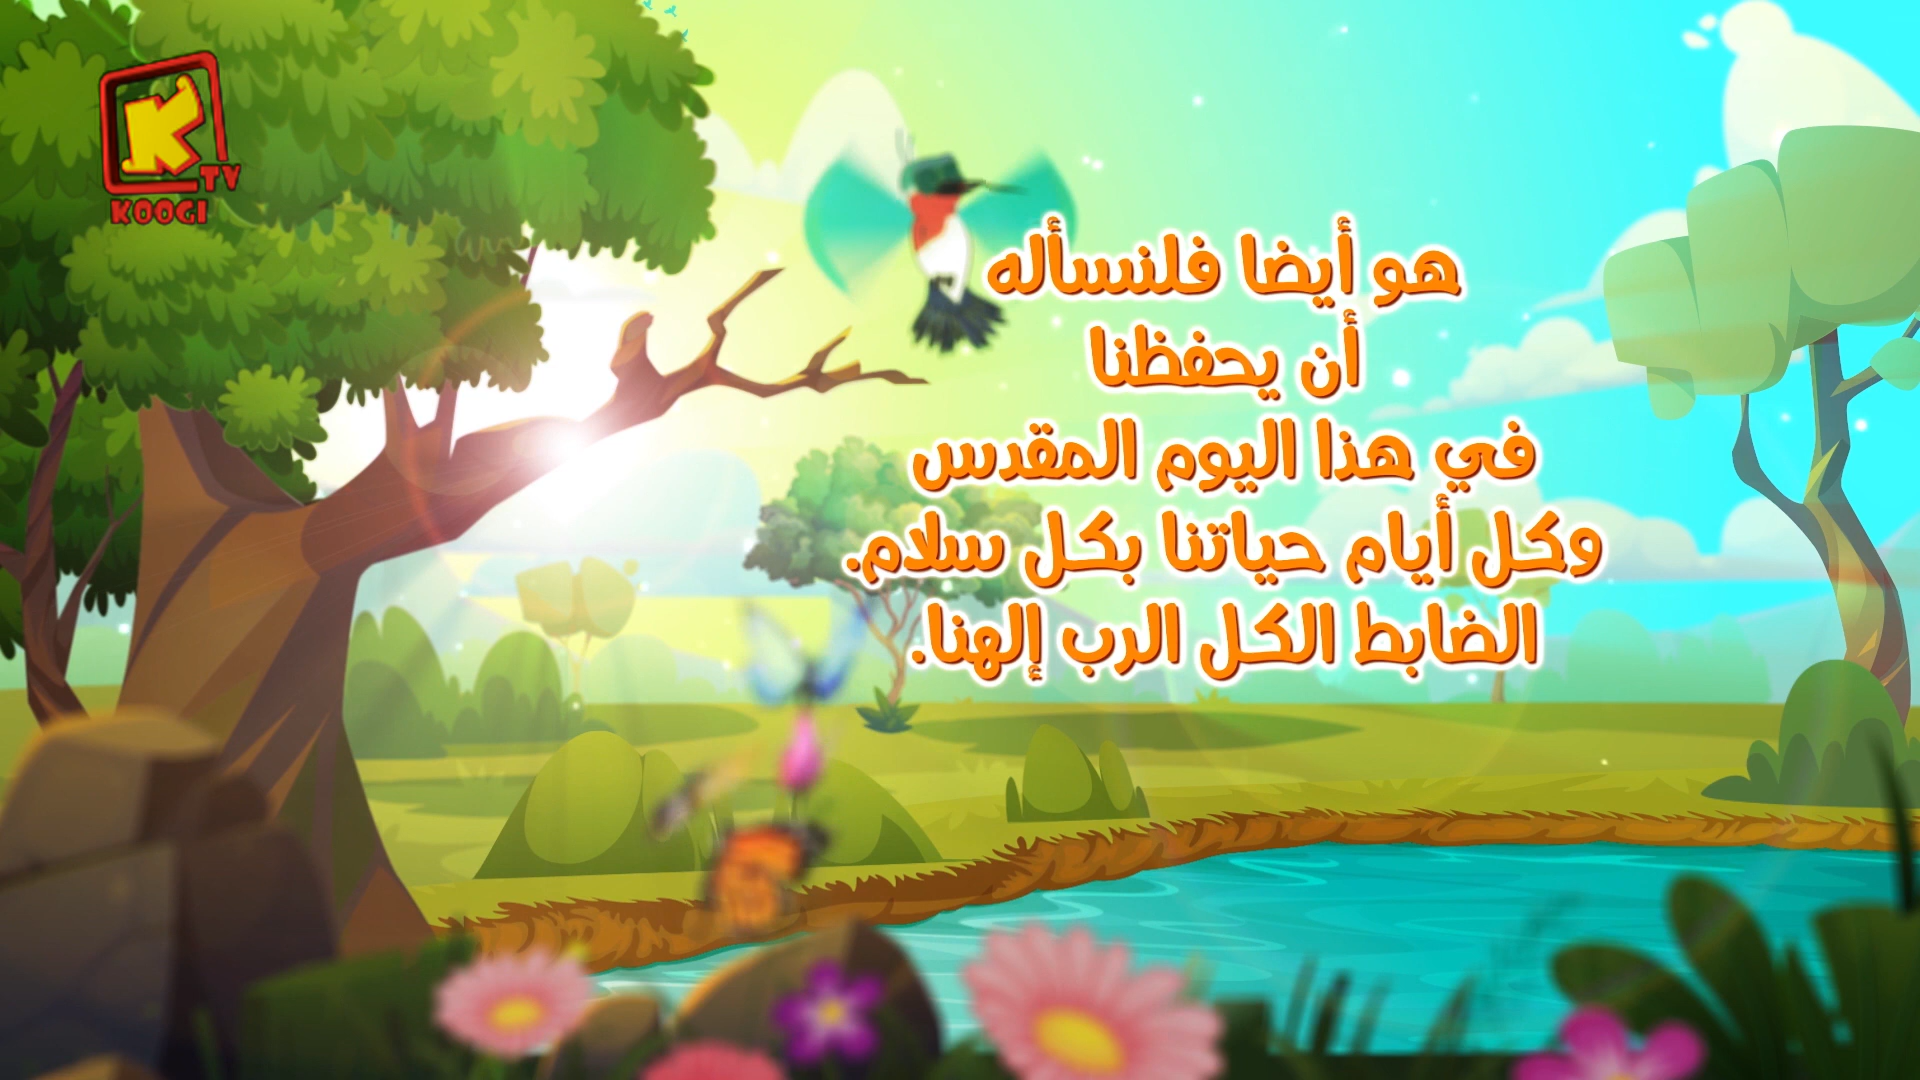 K
TV
KOOGI
هو أيضا فلنسأله
أن يحفظنا
في هذا اليوم المقدس
وكل أيام حياتنا بكل سلام.
الضابط الكل الرب إلهنا.